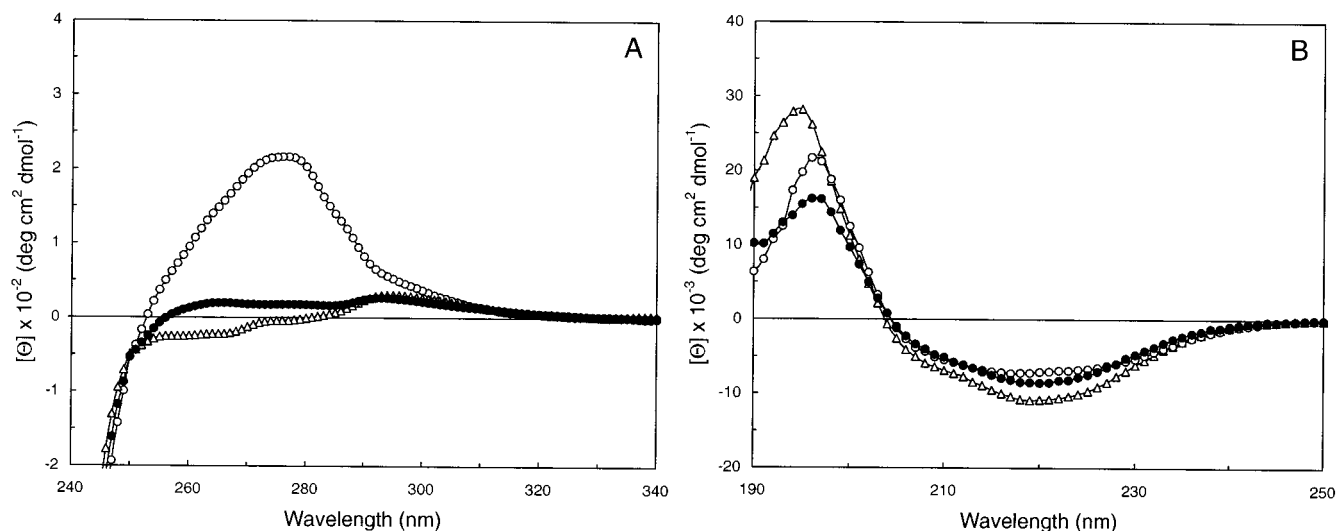 A
[Θ] x 10⁻² (deg cm² dmol⁻¹)
4
3
2
1
0
-1
-2
240 260 280 300 320 340
Wavelength (nm)
B
[Θ] x 10⁻³ (deg cm² dmol⁻¹)
40
30
20
10
0
-10
-20
190 210 230 250
Wavelength (nm)